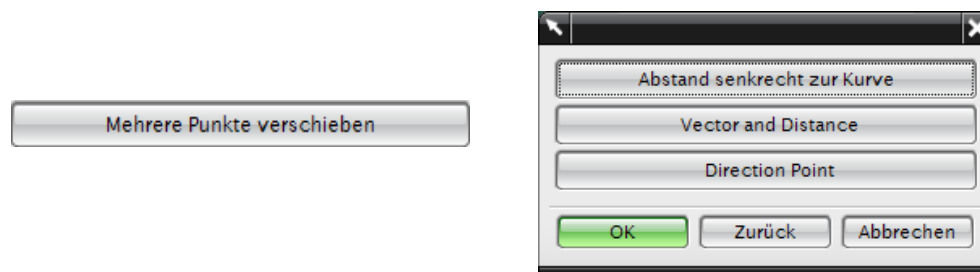 Mehrere Punkte verschieben
Abstand senkrecht zur Kurve
Vector and Distance
Direction Point
OK Zurück Abbrechen